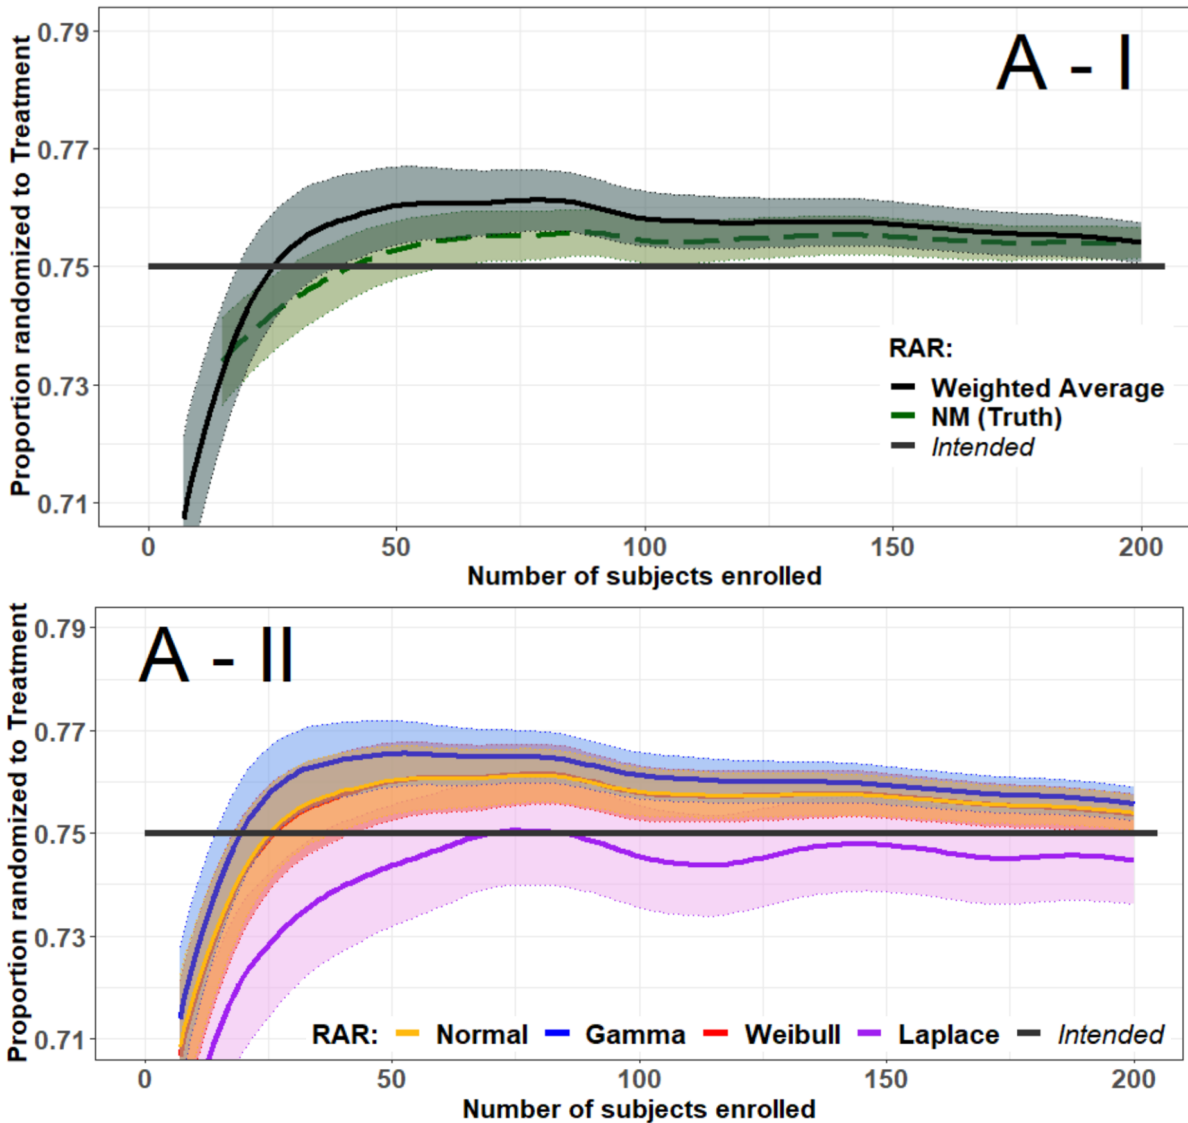 A - I
Proportion randomized to Treatment
0.79
0.77
0.75
0.73
0.71
RAR:
Weighted Average
NM (Truth)
Intended
0 50 100 150 200
Number of subjects enrolled
A - II
Proportion randomized to Treatment
0.79
0.77
0.75
0.73
0.71
RAR: Normal Gamma Weibull Laplace Intended
0 50 100 150 200
Number of subjects enrolled